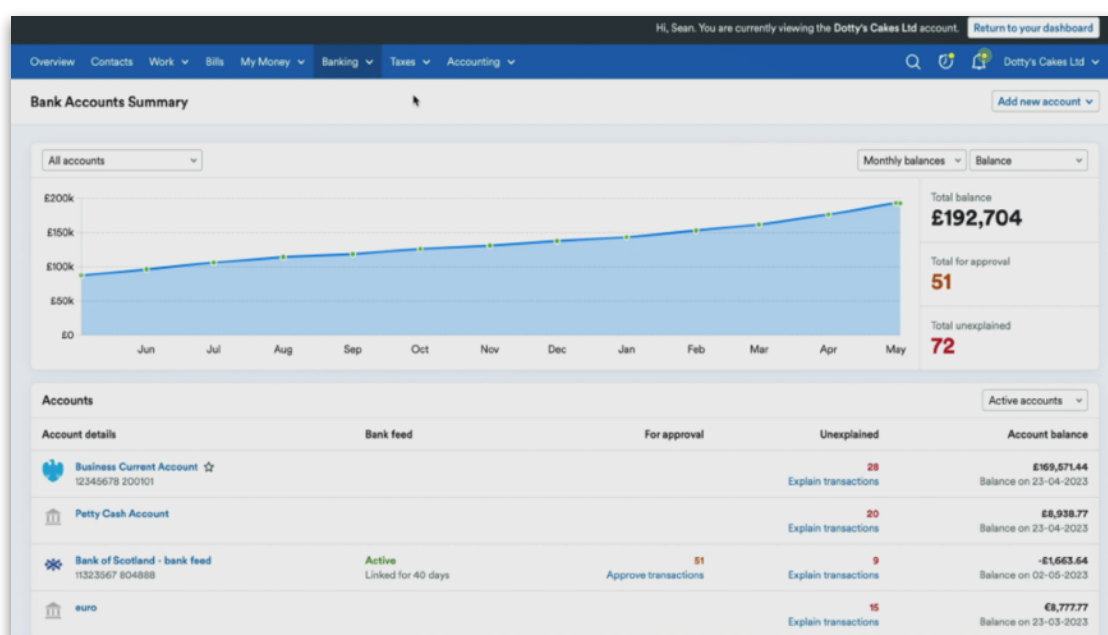 Hi, Sean. You are currently viewing the Dotty's Cakes Ltd account. Return to your dashboard
Overview Contacts Work Bills My Money Banking Taxes Accounting Dotty's Cakes Ltd
Bank Accounts Summary Add new account
All accounts Monthly balances Balance
£200k
£150k
£100k
£50k
£0
Jun Jul Aug Sep Oct Nov Dec Jan Feb Mar Apr May
Total balance
£192,704
Total for approval
51
Total unexplained
72
Accounts Active accounts
Account details Bank feed For approval Unexplained Account balance
Business Current Account 28 £169,571.44
12345678 200101 Explain transactions Balance on 23-04-2023
Petty Cash Account 20 £8,938.77
Explain transactions Balance on 23-04-2023
Bank of Scotland - bank feed Active 51 9 -£1,663.64
11323567 804888 Linked for 40 days Approve transactions Explain transactions Balance on 02-05-2023
euro 15 €8,777.77
Explain transactions Balance on 23-03-2023